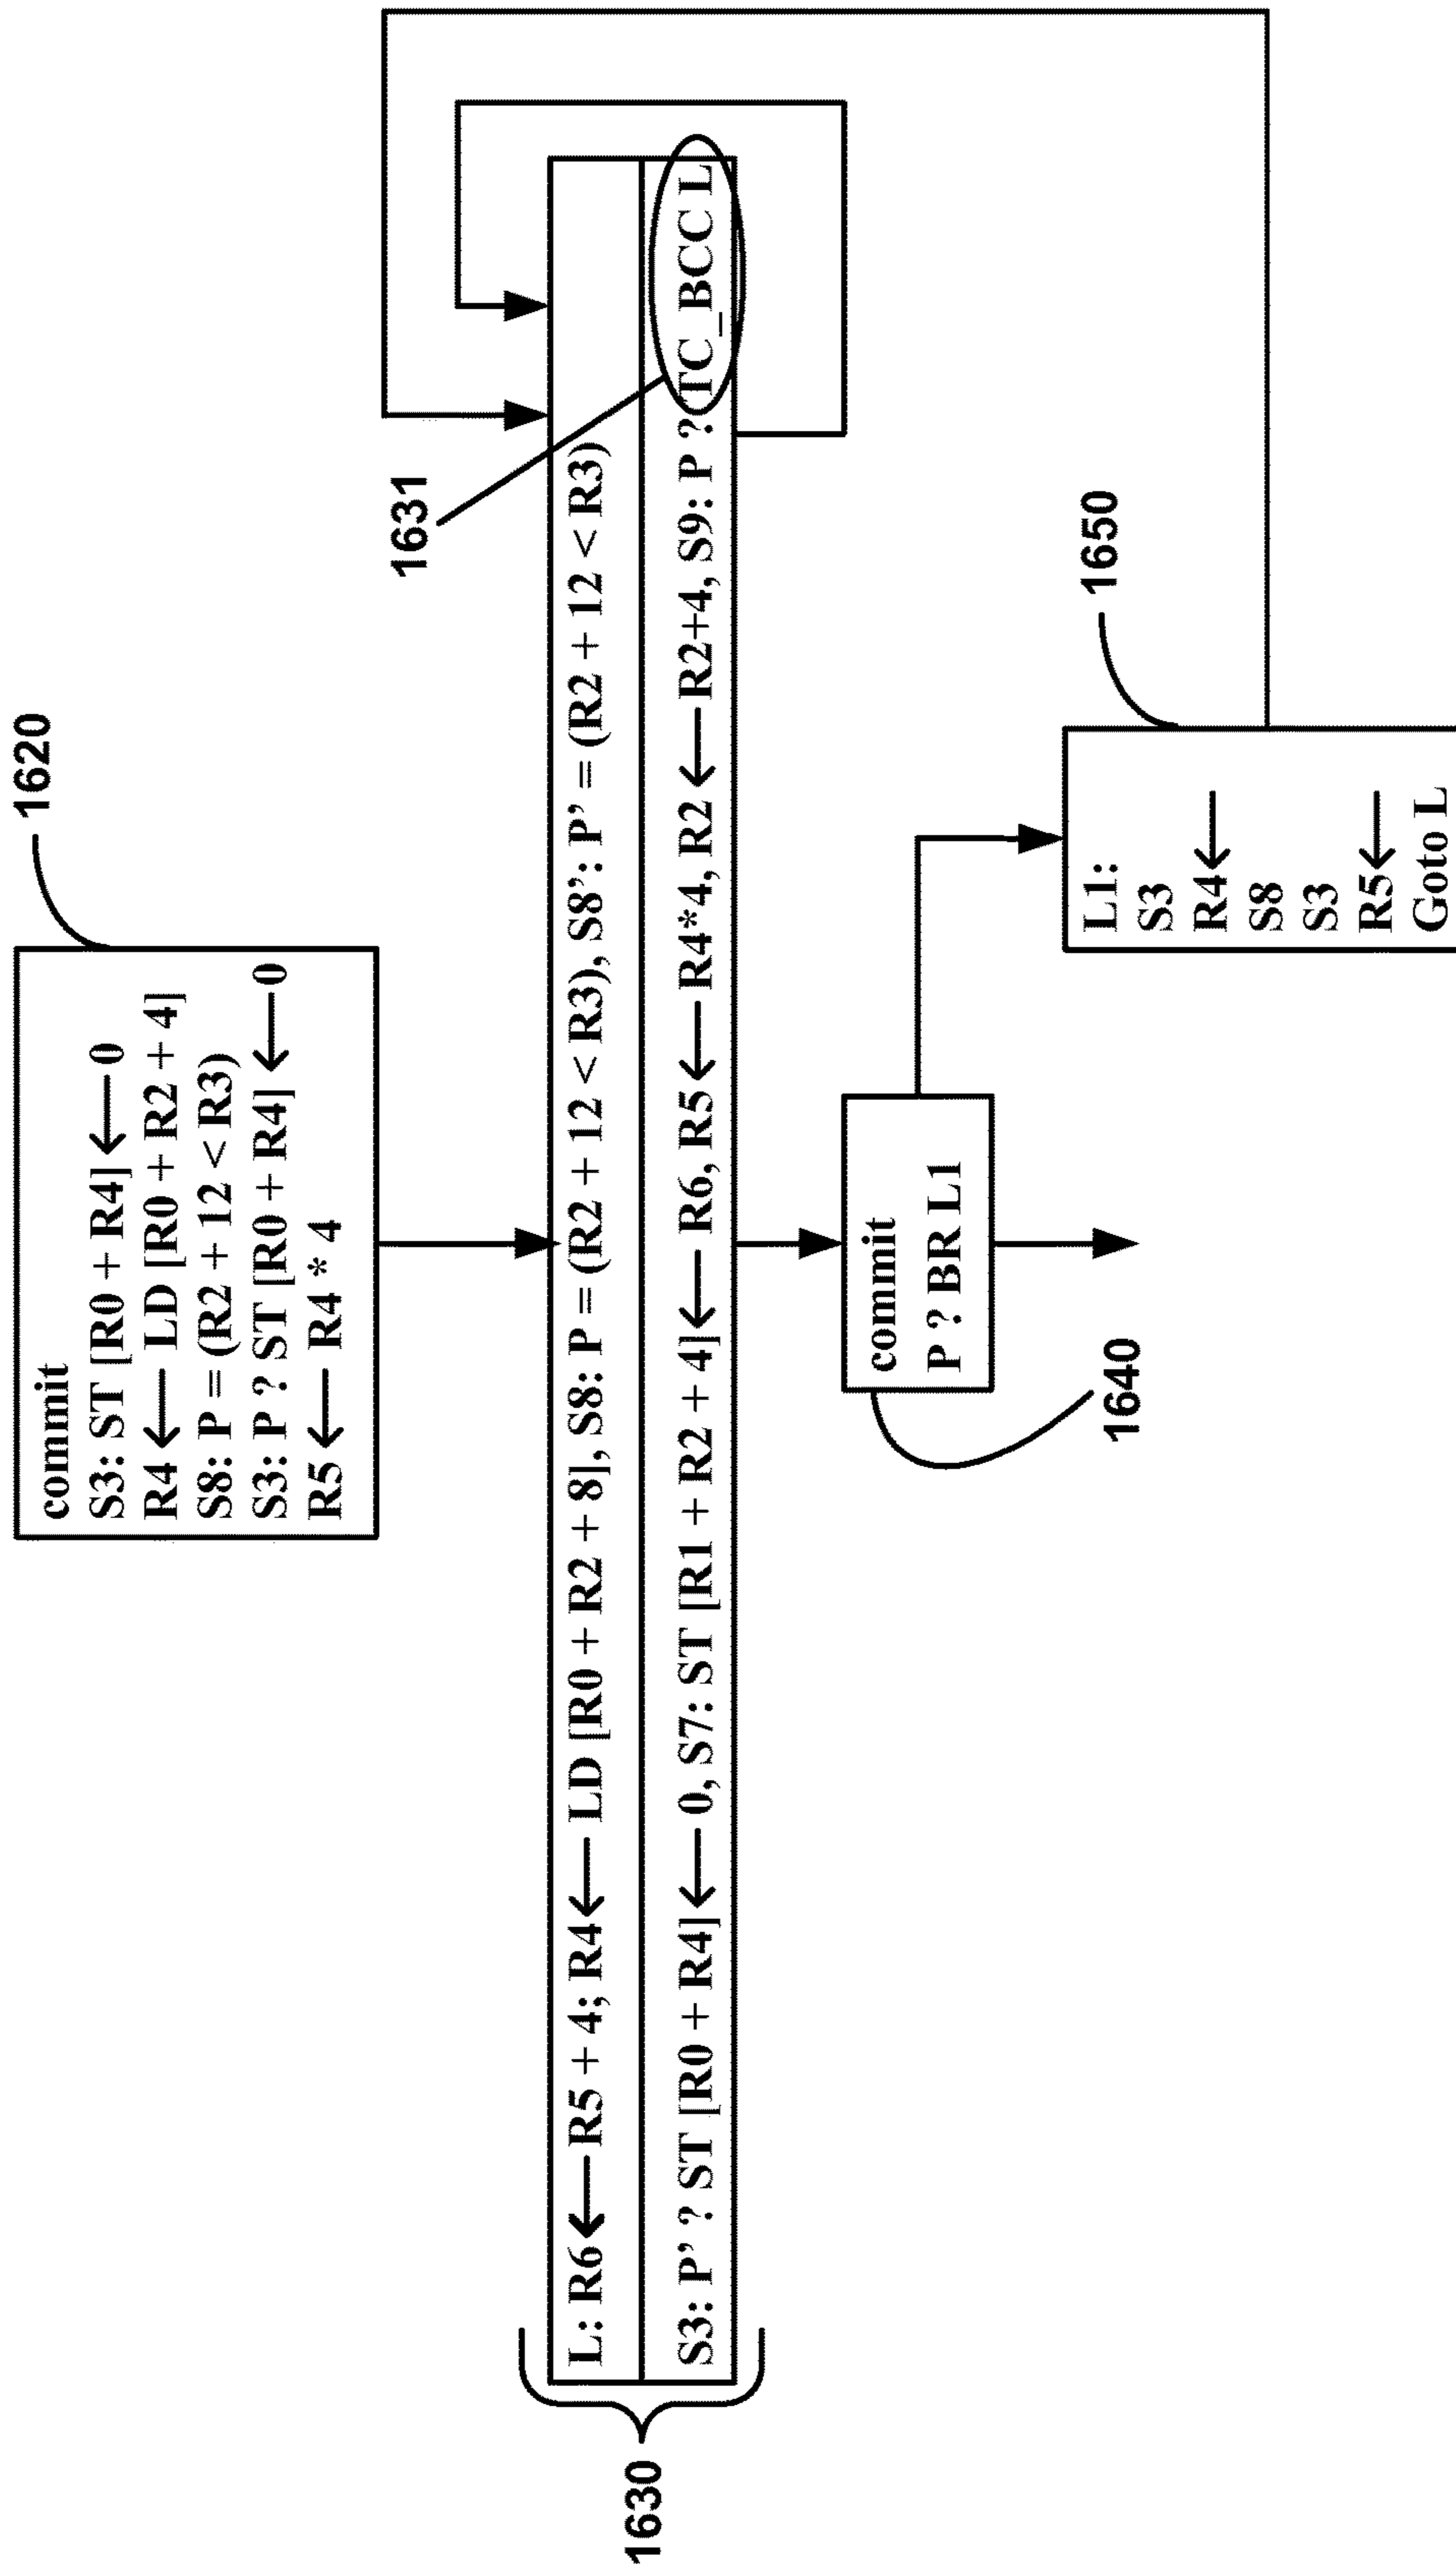 1620
commit
S3: ST [R0 + R4]←0
R4 ← LD [R0 + R2 + 4]
S8: P = (R2 + 12 < R3)
S3: P ? ST [R0 + R4] ←0
R5 ← R4 * 4
1631
1630
L: R6←R5 + 4; R4← LD [R0 + R2 + 8], S8: P = (R2 + 12 < R3), S8’: P’ = (R2 + 12 < R3)
S3: P’ ? ST [R0 + R4]← 0, S7: ST [R1 + R2 + 4]← R6, R5← R4*4, R2 ←R2+4, S9: P ? TC_BCC L
commit
P ? BR L1
1640
1650
L1:
S3
R4←
S8
S3
R5←
Goto L